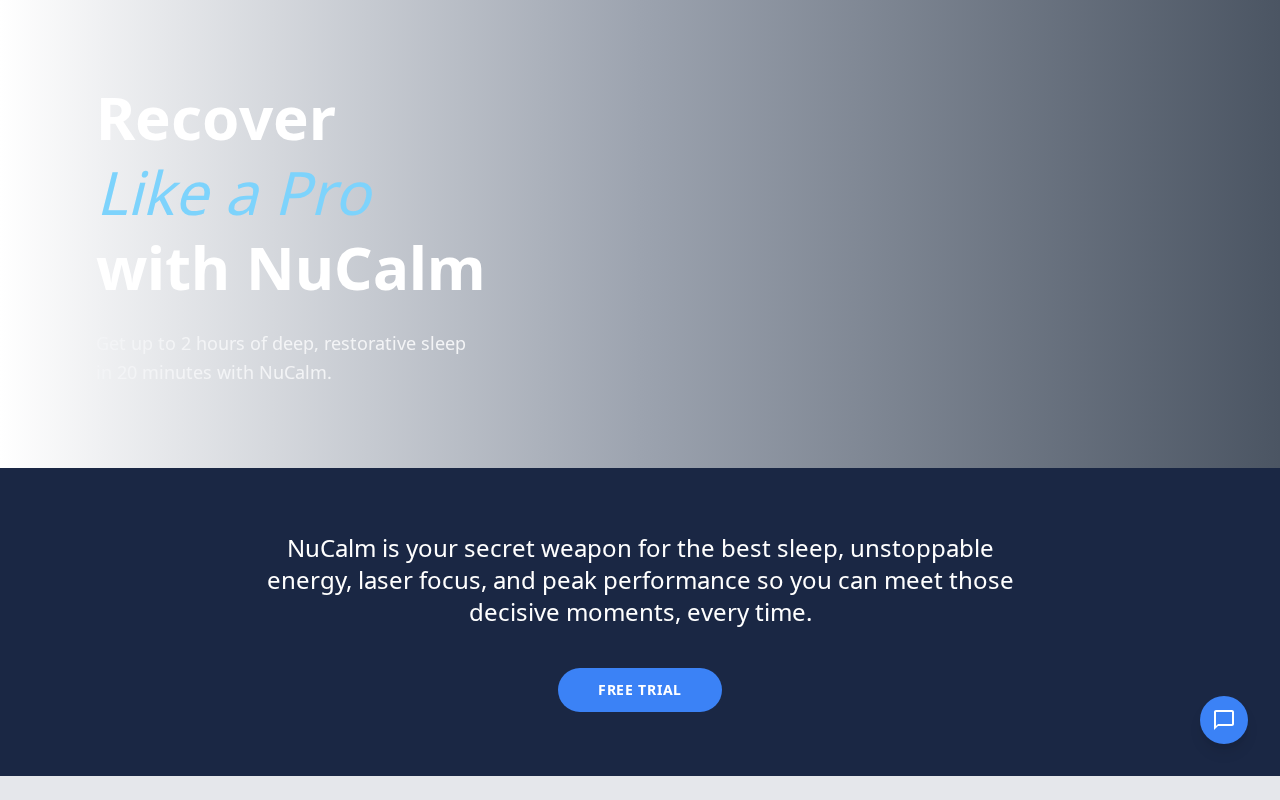 Recover
Like a Pro
with NuCalm
Get up to 2 hours of deep, restorative sleep
in 20 minutes with NuCalm.
NuCalm is your secret weapon for the best sleep, unstoppable
energy, laser focus, and peak performance so you can meet those
decisive moments, every time.
FREE TRIAL